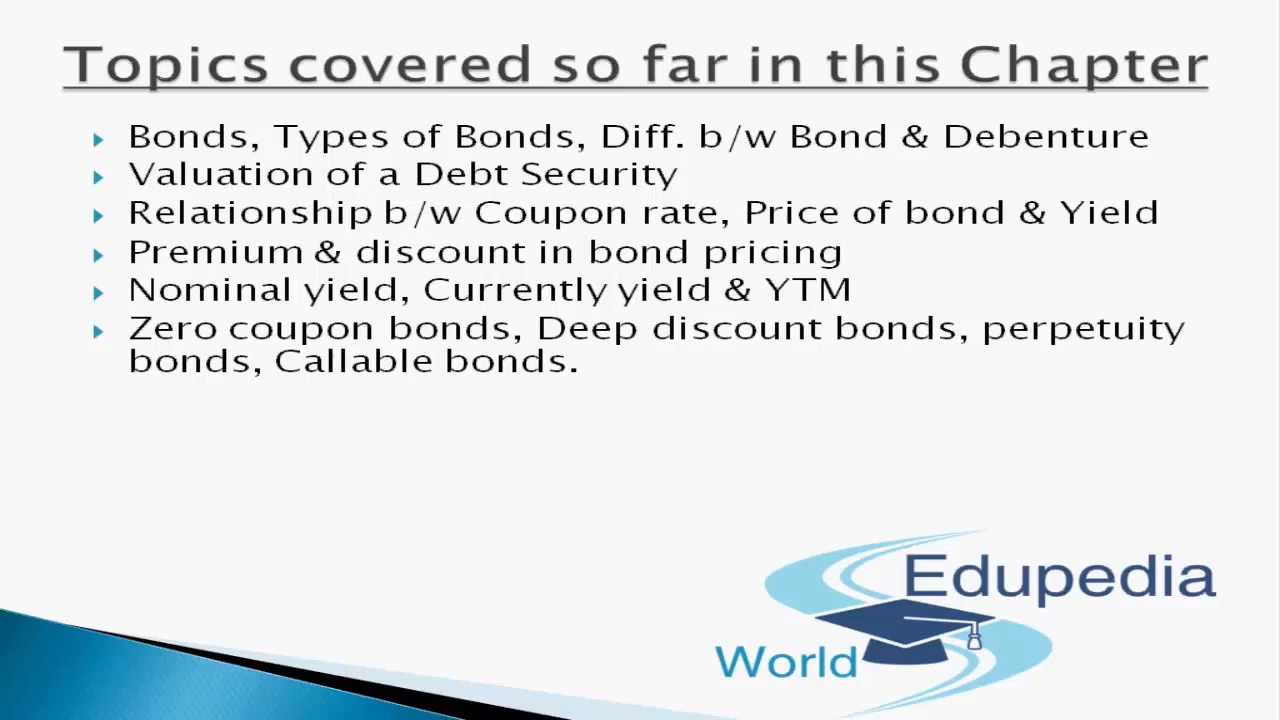 Topics covered so far in this Chapter
Bonds, Types of Bonds, Diff. b/w Bond & Debenture
Valuation of a Debt Security
Relationship b/w Coupon rate, Price of bond & Yield
Premium & discount in bond pricing
Nominal yield, Currently yield & YTM
Zero coupon bonds, Deep discount bonds, perpetuity
bonds, Callable bonds.
Edupedia
World